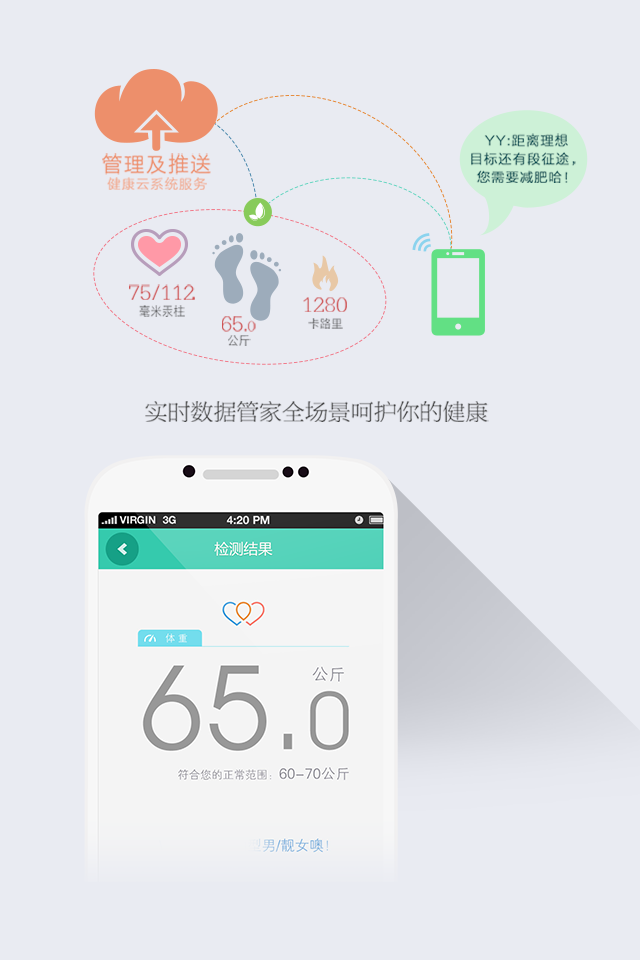 管理及推送
健康云系统服务
YY:距离理想
目标还有段征途，
您需要减肥哈！
75/112
毫米汞柱
65.0
公斤
1280
卡路里
实时数据管家全场景呵护你的健康
VIRGIN 3G 4:20 PM
检测结果
体重
公斤
65.0
符合您的正常范围：60-70公斤
男/靓女噢！